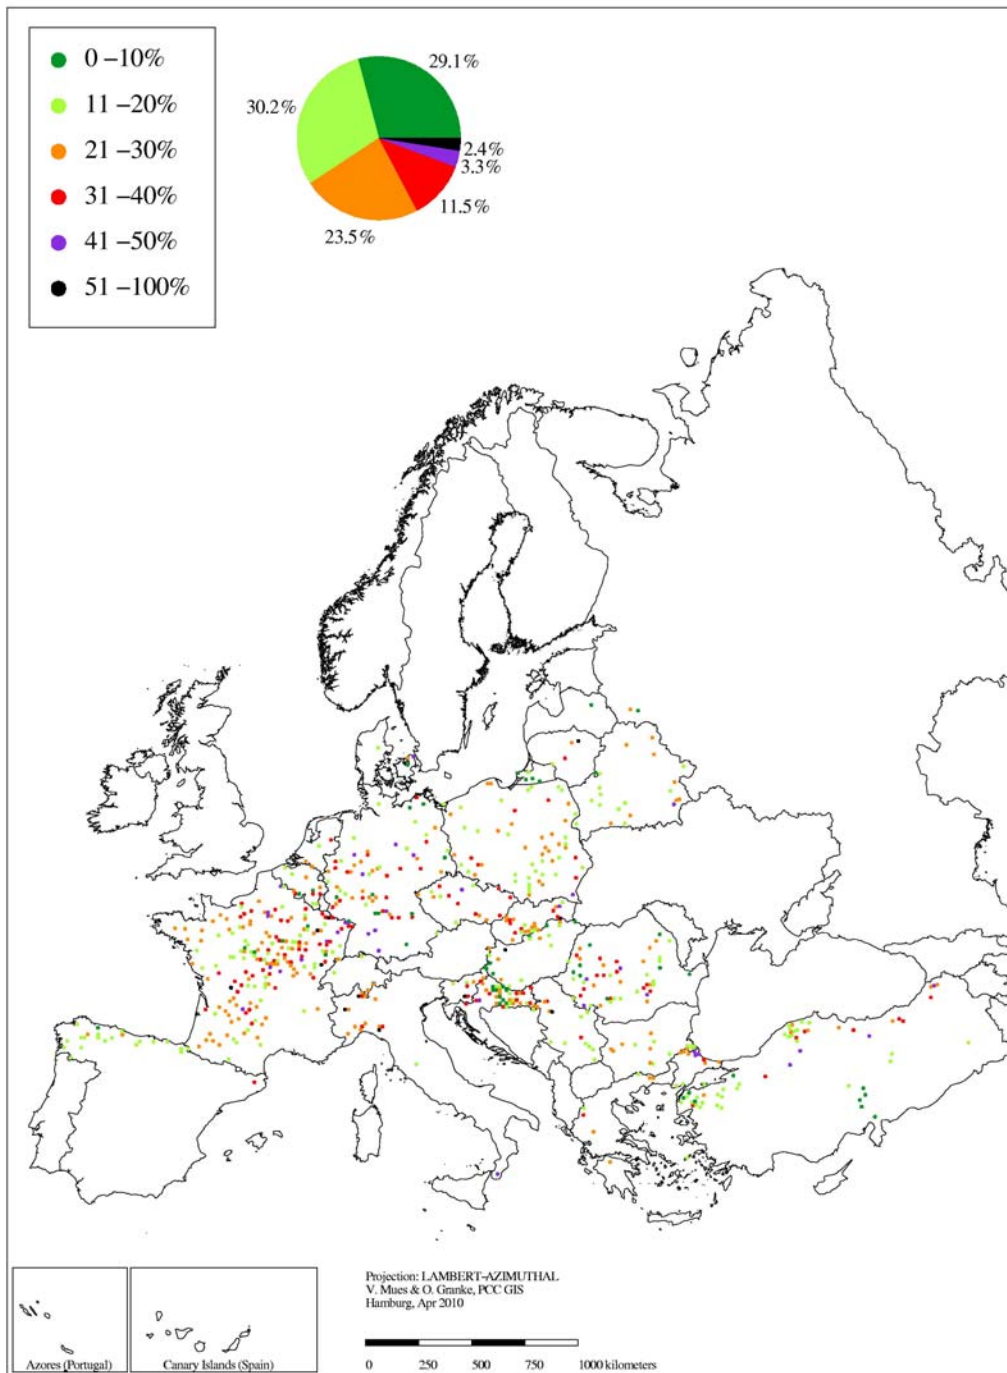 0 –10%
11 –20%
21 –30%
31 –40%
41 –50%
51 –100%
29.1%
30.2%
2.4%
3.3%
11.5%
23.5%
Projection: LAMBERT–AZIMUTHAL
V. Mues & O. Granke, PCC GIS
Hamburg, Apr 2010
Azores (Portugal)
Canary Islands (Spain)
0 250 500 750 1000 kilometers